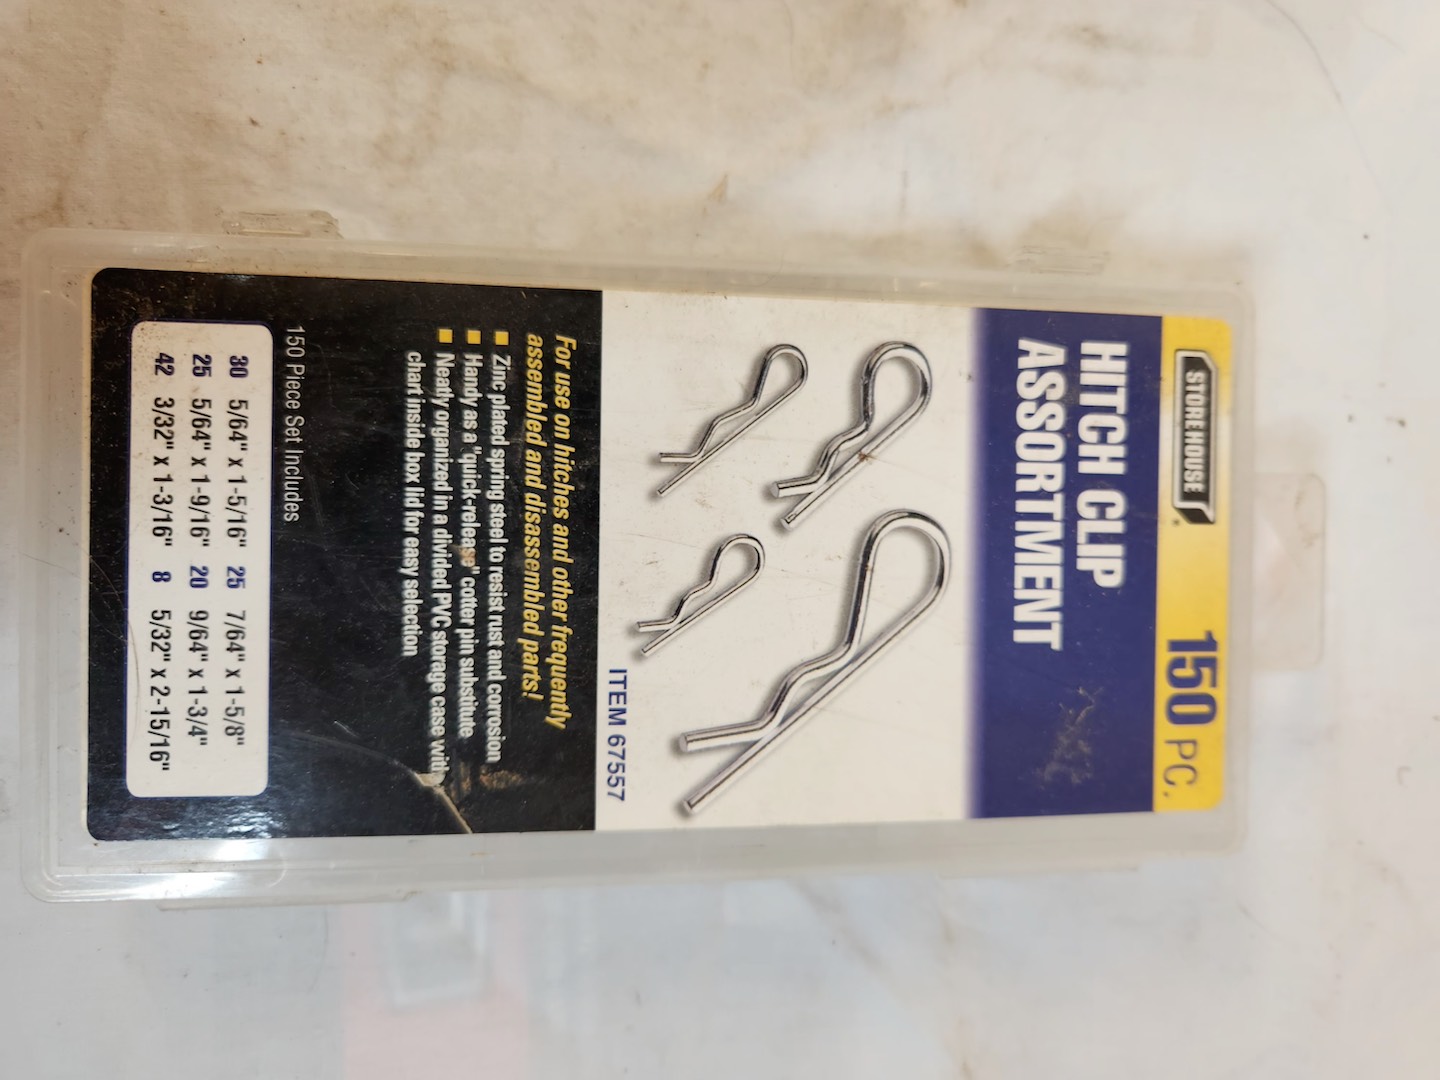 STOREHOUSE
150 PC.
HITCH CLIP
ASSORTMENT
ITEM 67557
For use on hitches and other frequently
assembled and disassembled parts!
Zinc plated spring steel to resist rust and corrosion
Handy as a "quick-release" cotter pin substitute
Neatly organized in a divided PVC storage case with
chart inside box lid for easy selection
150 Piece Set Includes
30 5/64" x 1-5/16" 25 7/64" x 1-5/8"
25 5/64" x 1-9/16" 20 9/64" x 1-3/4"
42 3/32" x 1-3/16" 8 5/32" x 2-15/16"